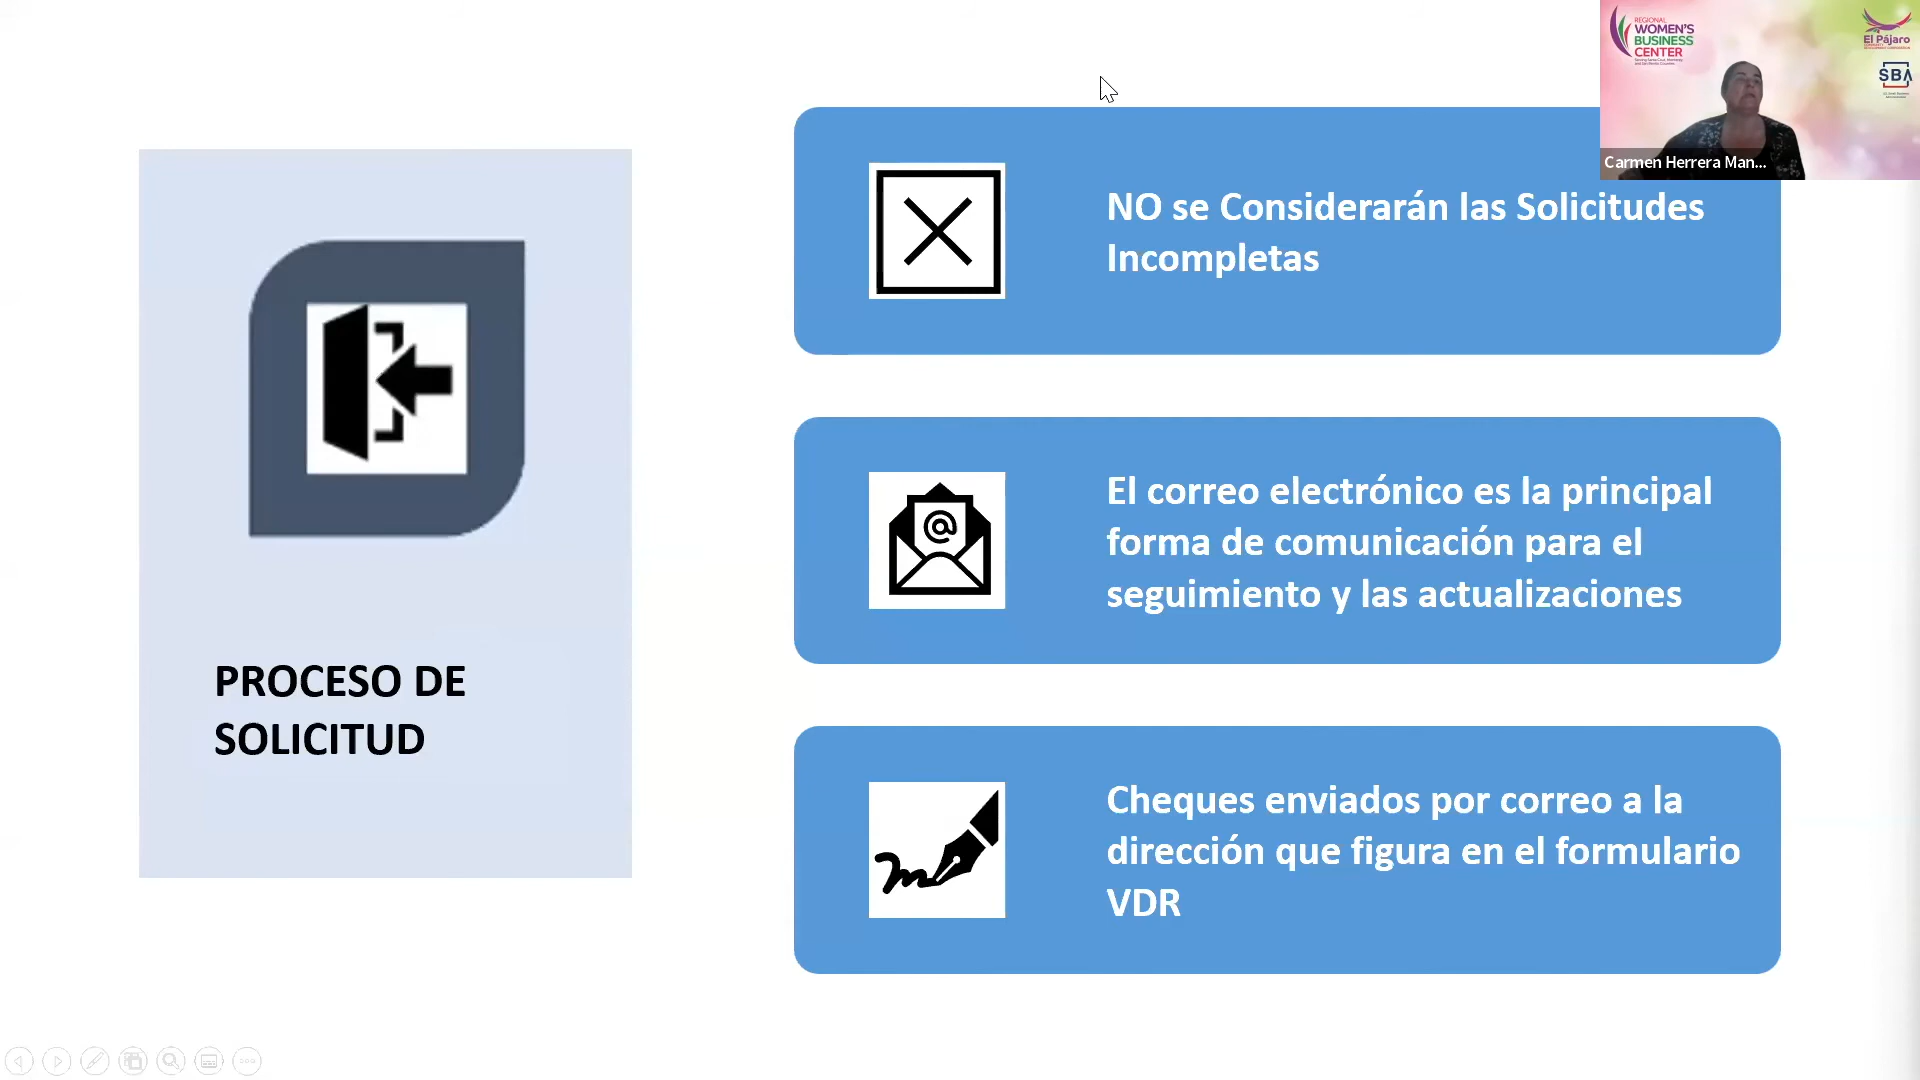 PROCESO DE
SOLICITUD
NO se Considerarán las Solicitudes
Incompletas
El correo electrónico es la principal
forma de comunicación para el
seguimiento y las actualizaciones
Cheques enviados por correo a la
dirección que figura en el formulario
VDR
REGIONAL
WOMEN'S
BUSINESS
CENTER
El Pájaro
SBA
Carmen Herrera Man...